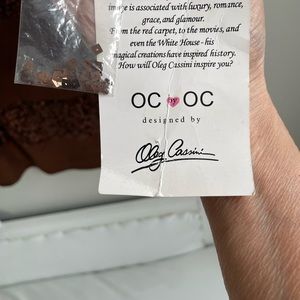 image is associated with luxury, romance,
grace, and glamour.
From the red carpet, to the movies, and
even the White House - his
magical creations have inspired history.
How will Oleg Cassini inspire you?
OC by OC
designed by
Oleg Cassini